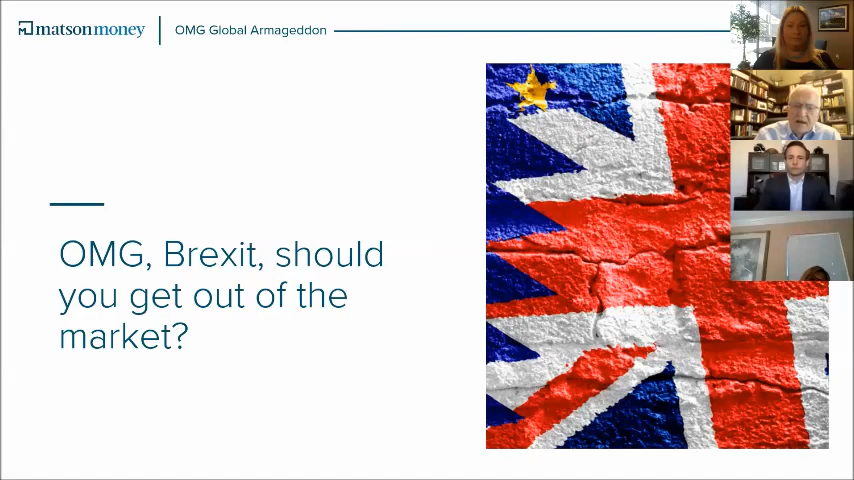 matsonmoney
OMG Global Armageddon
OMG, Brexit, should
you get out of the
market?